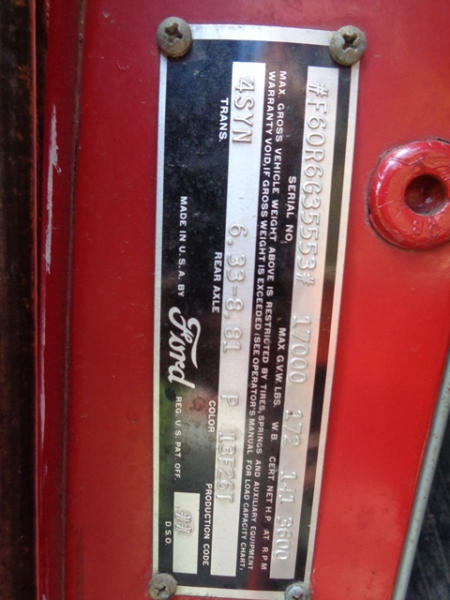 #F60R6G35553# 17000 172 141 3600
SERIAL NO. MAX. G.V.W. LBS. W.B. CERT. NET H.P. AT R.P.M
MAX. GROSS VEHICLE WEIGHT ABOVE IS RESTRICTED BY TIRES, SPRINGS AND AUXILIARY EQUIPMENT
WARRANTY VOID, IF GROSS WEIGHT IS EXCEEDED (SEE OPERATOR'S MANUAL FOR LOAD CAPACITY CHART.
4SYN 6.33-8.81 P 13F26T
TRANS. REAR AXLE COLOR PRODUCTION CODE
MADE IN U.S.A. BY Ford REG. U.S. PAT. OFF. D.S.O.